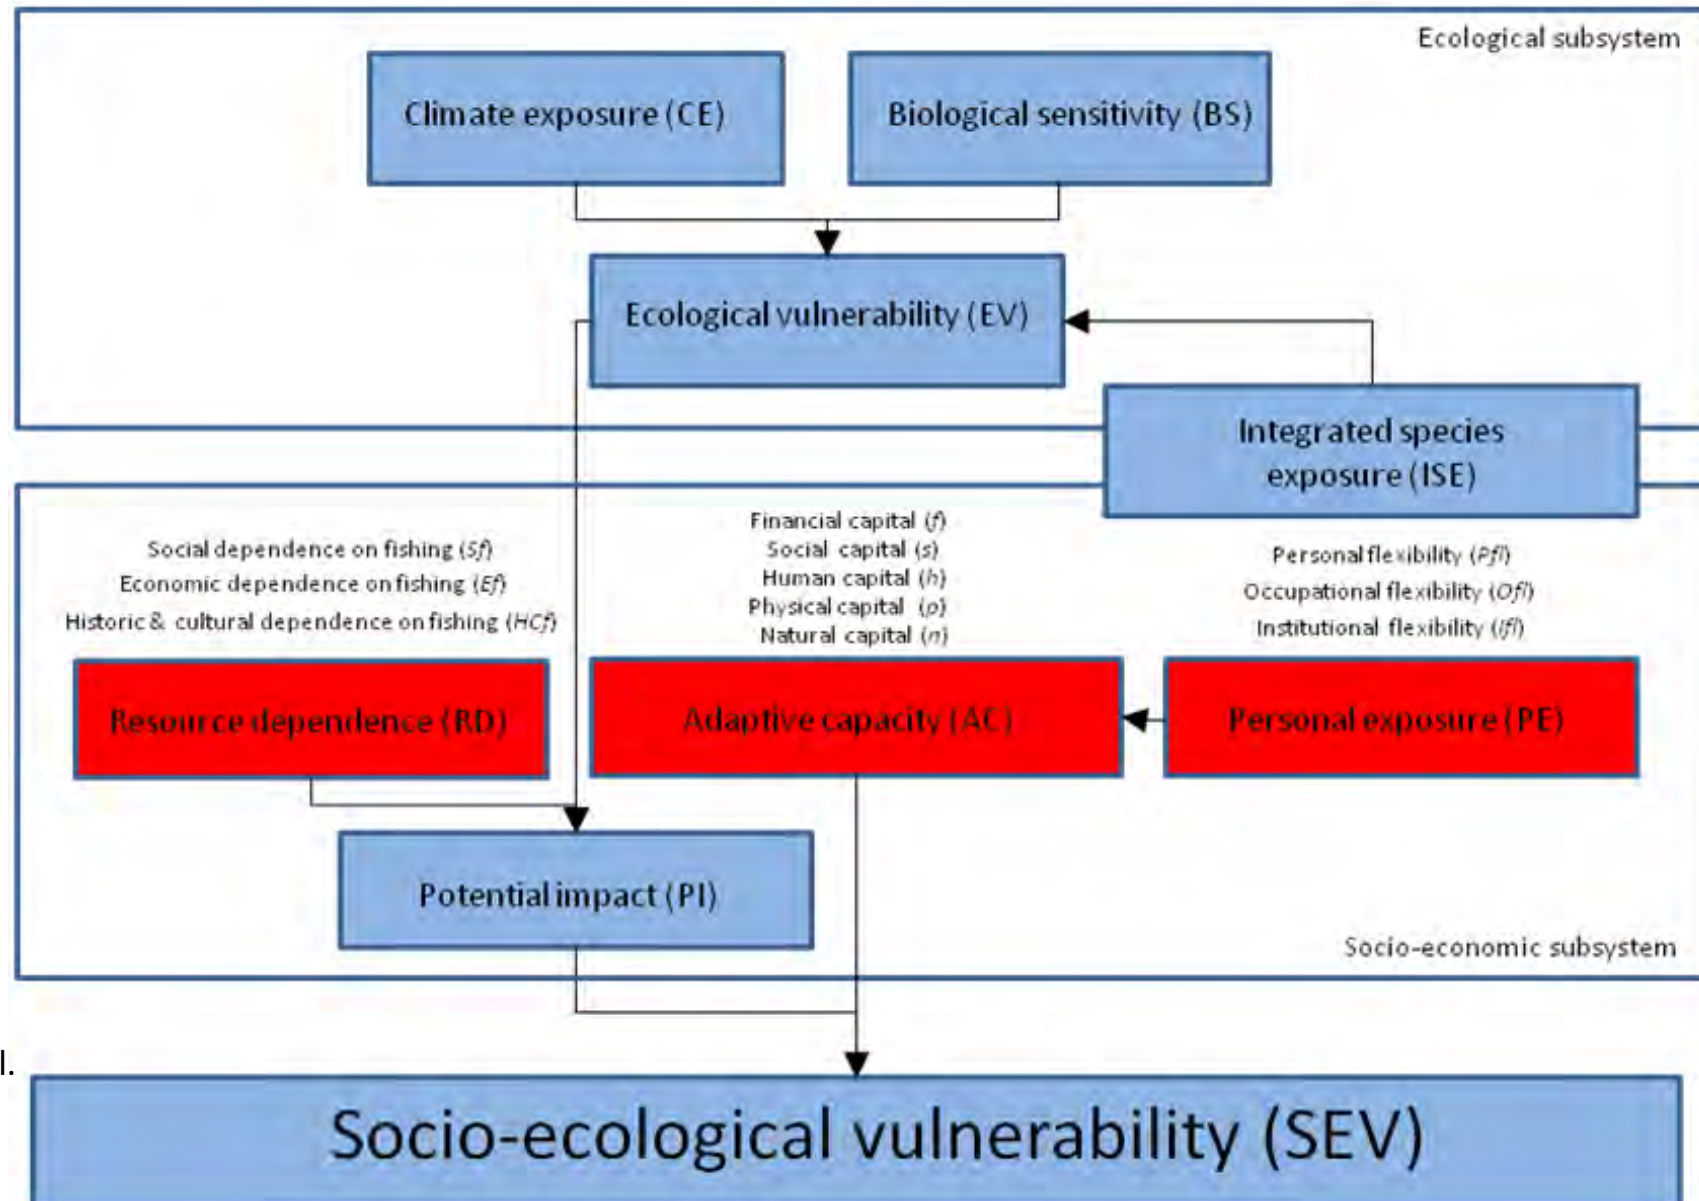 Ecological subsystem
Climate exposure (CE)
Biological sensitivity (BS)
Ecological vulnerability (EV)
Integrated species
exposure (ISE)
Social dependence on fishing (Sf)
Economic dependence on fishing (Ef)
Historic & cultural dependence on fishing (HCf)
Financial capital (f)
Social capital (s)
Human capital (h)
Physical capital (p)
Natural capital (n)
Personal flexibility (Pfl)
Occupational flexibility (Ofl)
Institutional flexibility (Ifl)
Resource dependence (RD)
Adaptive capacity (AC)
Personal exposure (PE)
Potential impact (PI)
Socio-economic subsystem
l.
Socio-ecological vulnerability (SEV)